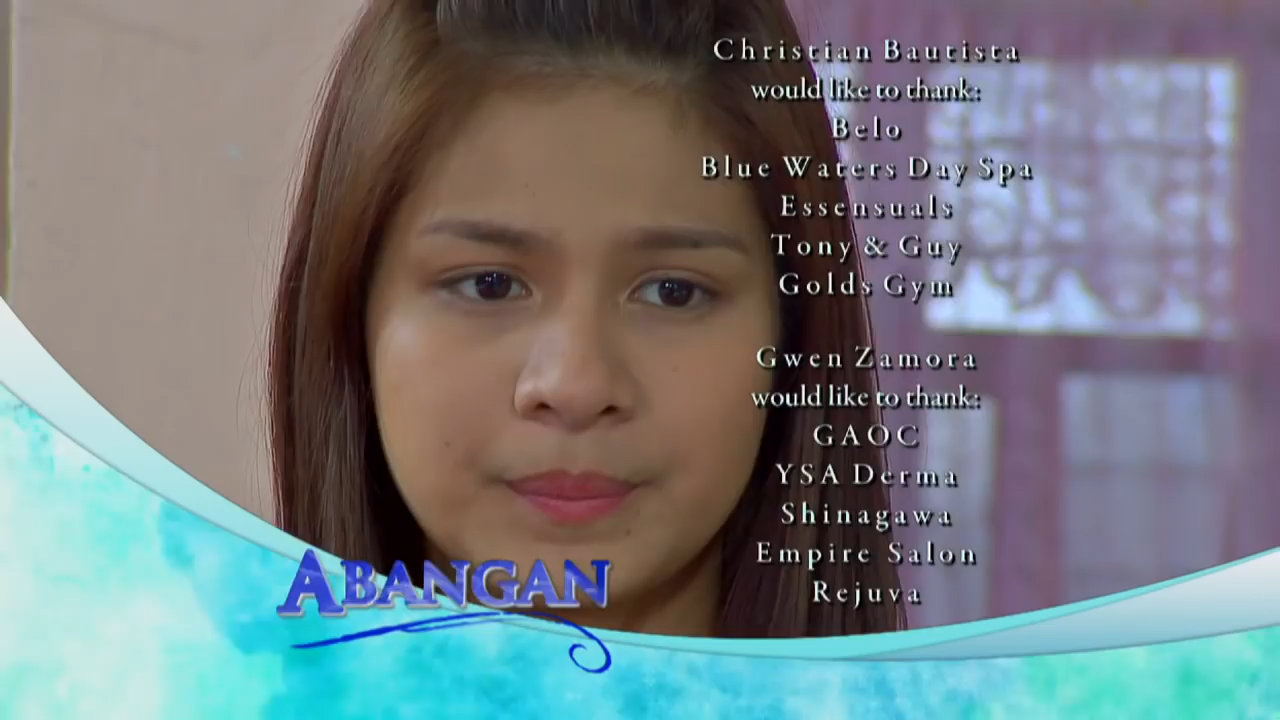 Christian Bautista
would like to thank:
Belo
Blue Waters Day Spa
Essensuals
Tony & Guy
Golds Gym
Gwen Zamora
would like to thank:
GAOC
YSA Derma
Shinagawa
Empire Salon
Rejuva
ABANGAN